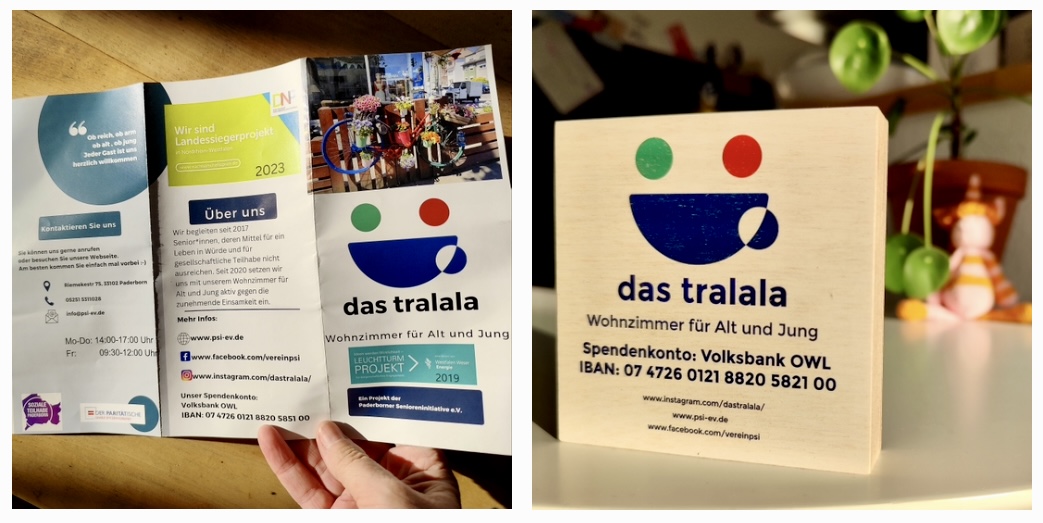 Ob reich, ob arm
ob alt, ob jung
Jeder Gast ist uns
herzlich willkommen
Kontaktieren Sie uns
Sie können uns gerne anrufen
oder besuchen Sie unsere Webseite.
Am besten kommen Sie einfach mal vorbei :-)
Riemekestr. 75, 33102 Paderborn
05251 5311028
info@psi-ev.de
Mo-Do: 14:00-17:00 Uhr
Fr: 09:30-12:00 Uhr
SOZIALE
TEILHABE
PADERBORN
DER PARITÄTISCHE
Wir sind
Landessiegerprojekt
2023
Über uns
Wir begleiten seit 2017
Senior*innen, deren Mittel für ein
Leben in Würde und für
gesellschaftliche Teilhabe nicht
ausreichen. Seit 2020 setzen wir
uns mit unserem Wohnzimmer für
Alt und Jung aktiv gegen die
zunehmende Einsamkeit ein.
Mehr Infos:
www.psi-ev.de
www.facebook.com/vereinpsi
www.instagram.com/dastralala/
Unser Spendenkonto:
Volksbank OWL
IBAN: 07 4726 0121 8820 5851 00
das tralala
Wohnzimmer für Alt und Jung
LEUCHTTURM
PROJEKT
Westfalen Weser
Energie
2019
Ein Projekt der
Paderborner Senioreninitiative e.V.
das tralala
Wohnzimmer für Alt und Jung
Spendenkonto: Volksbank OWL
IBAN: 07 4726 0121 8820 5821 00
www.instagram.com/dastralala/
www.psi-ev.de
www.facebook.com/vereinpsi